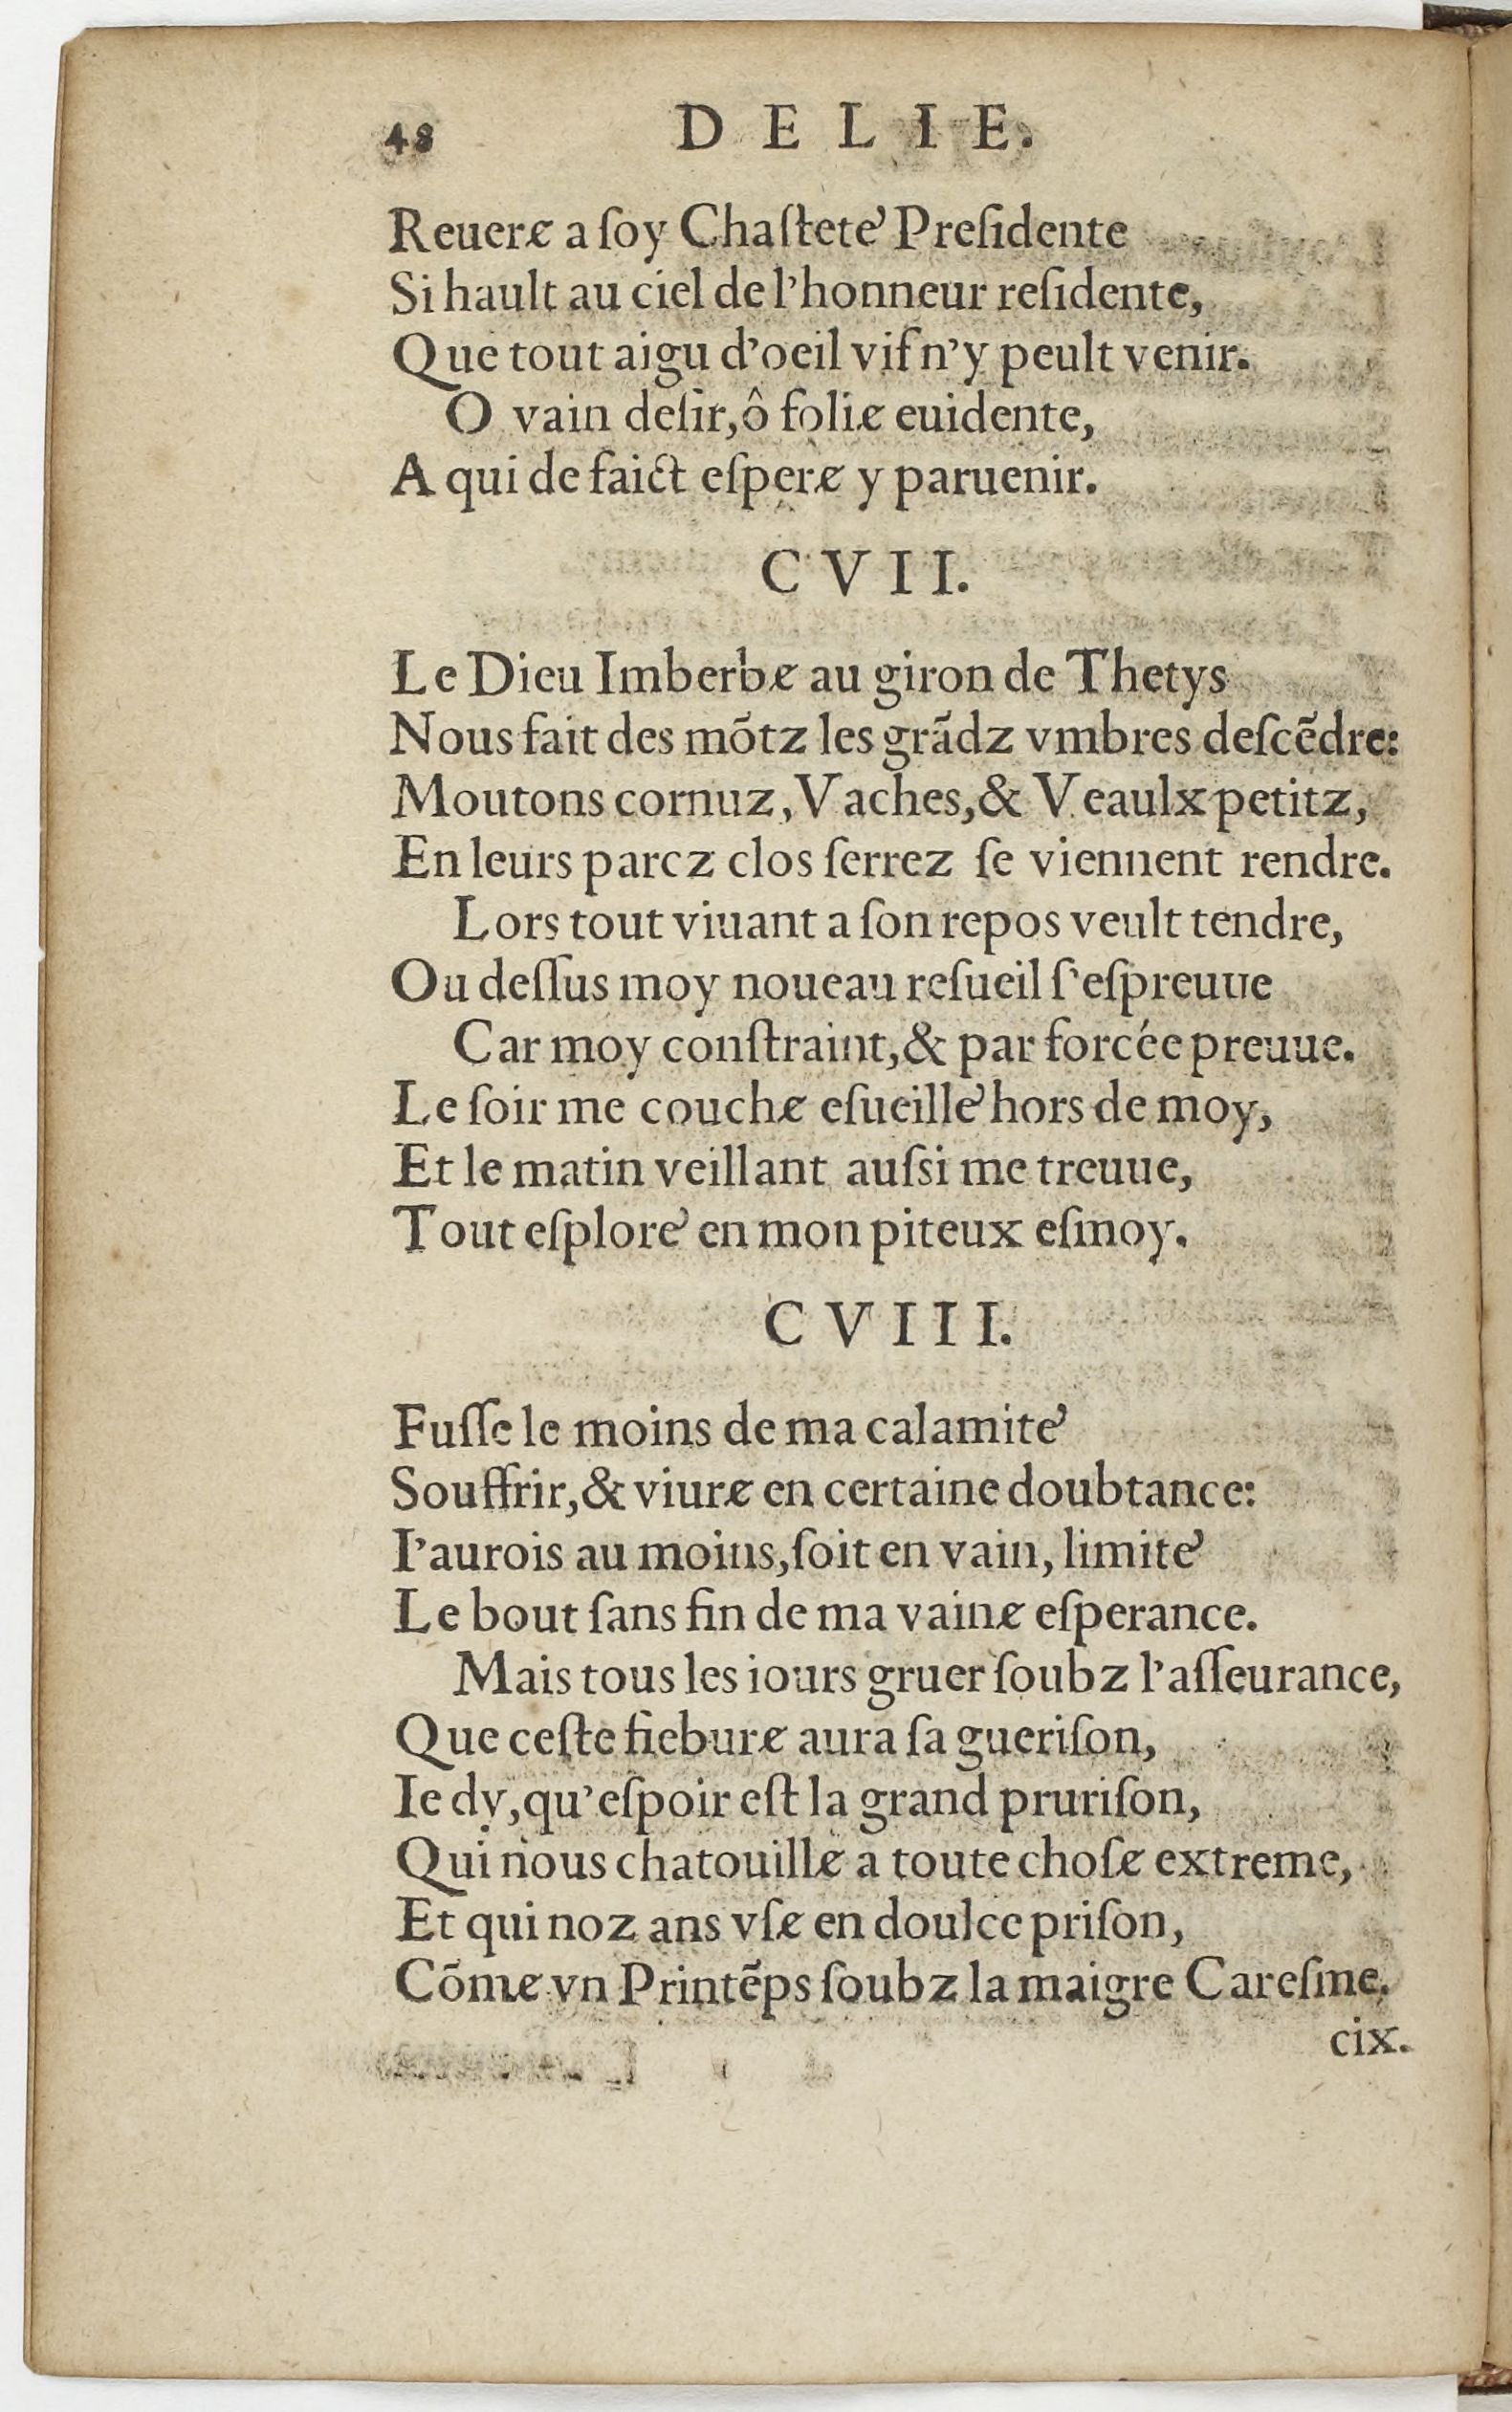 48 DELIE.
Reuere a ſoy Chaſteté Preſidente
Si hault au ciel de l'honneur reſidente,
Que tout aigu d'oeil vif n'y peult venir.
O vain deſir, ô folie euidente,
A qui de faict eſpere y paruenir.
CVII.
Le Dieu Imberbe au giron de Thetys
Nous fait des mõtz les grãdz vmbres deſcẽdre:
Moutons cornuz, Vaches, & Veaulx petitz,
En leurs parcz clos ſerrez ſe viennent rendre.
Lors tout viuant a ſon repos veult tendre,
Ou deſſus moy noueau reſueil ſ'eſpreuue
Car moy conſtraint, & par forcée preuue.
Le ſoir me couche eſueillé hors de moy,
Et le matin veillant auſsi me treuue,
Tout eſploré en mon piteux eſmoy.
CVIII.
Fuſſe le moins de ma calamité
Souffrir, & viure en certaine doubtance:
I'aurois au moins, ſoit en vain, limité
Le bout ſans fin de ma vaine eſperance.
Mais tous les iours gruer ſoubz l'aſſeurance,
Que ceſte fiebure aura ſa gueriſon,
Ie dy, qu'eſpoir eſt la grand pruriſon,
Qui nous chatouille a toute choſe extreme,
Et qui noz ans vſe en doulce priſon,
Cõme vn Printẽps ſoubz la maigre Careſme.
cix.